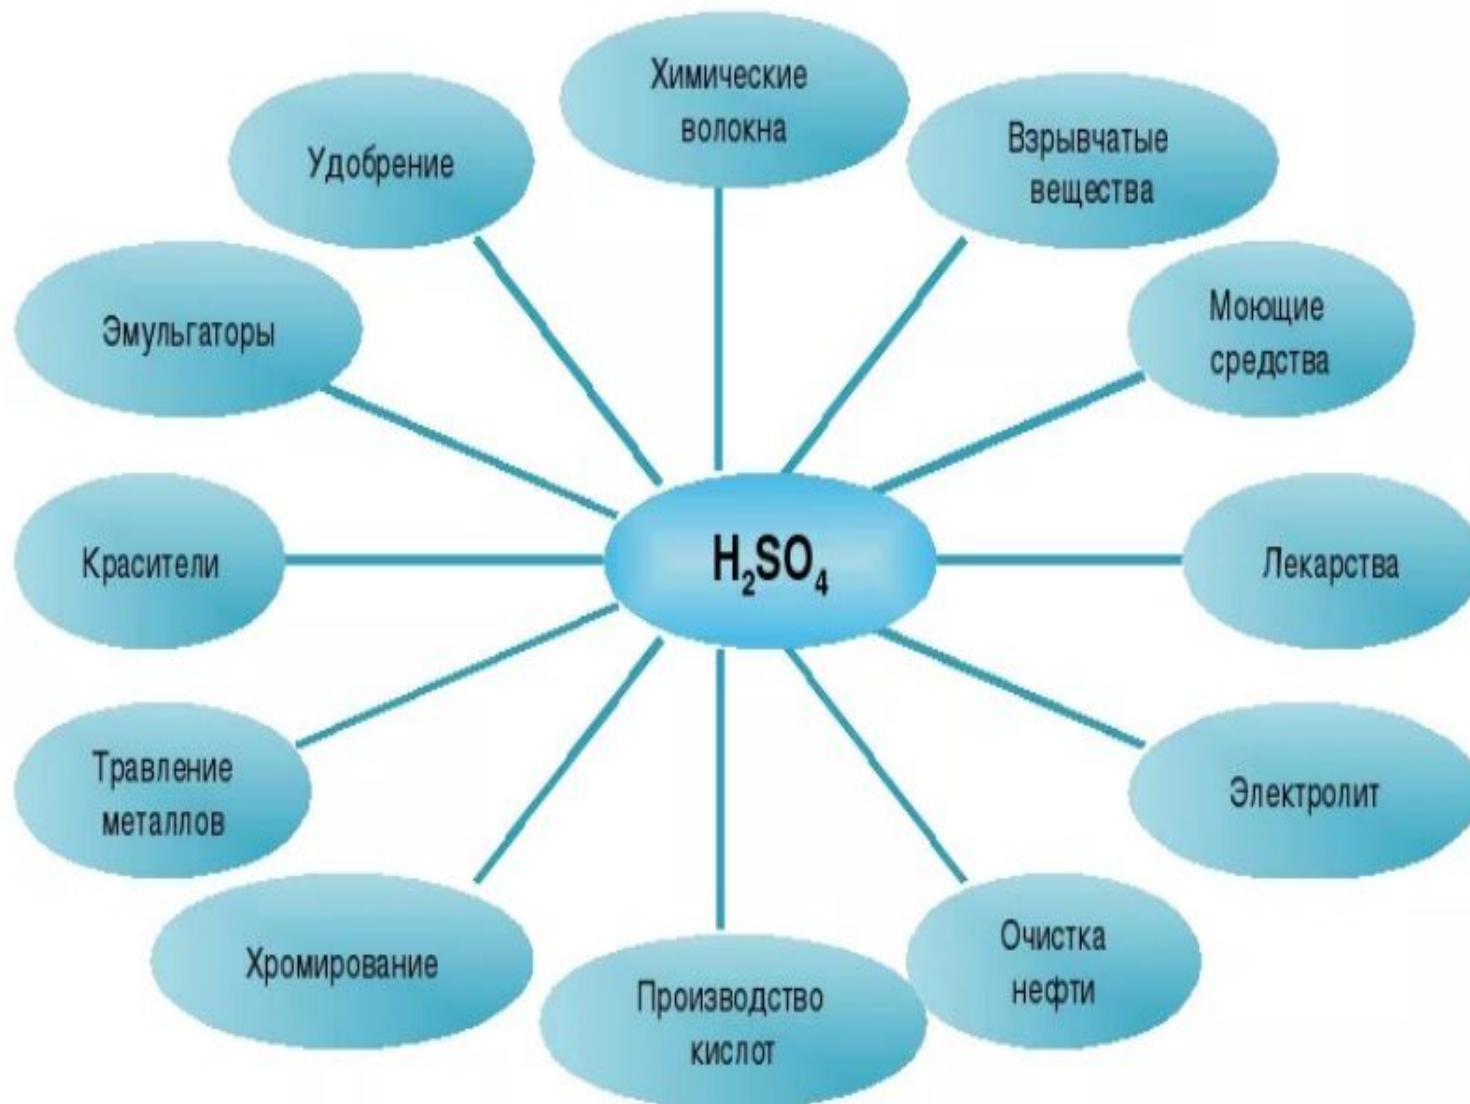 Химические
волокна
Удобрение
Взрывчатые
вещества
Эмульгаторы
Моющие
средства
Красители
H₂SO₄
Лекарства
Травление
металлов
Электролит
Хромирование
Очистка
нефти
Производство
кислот